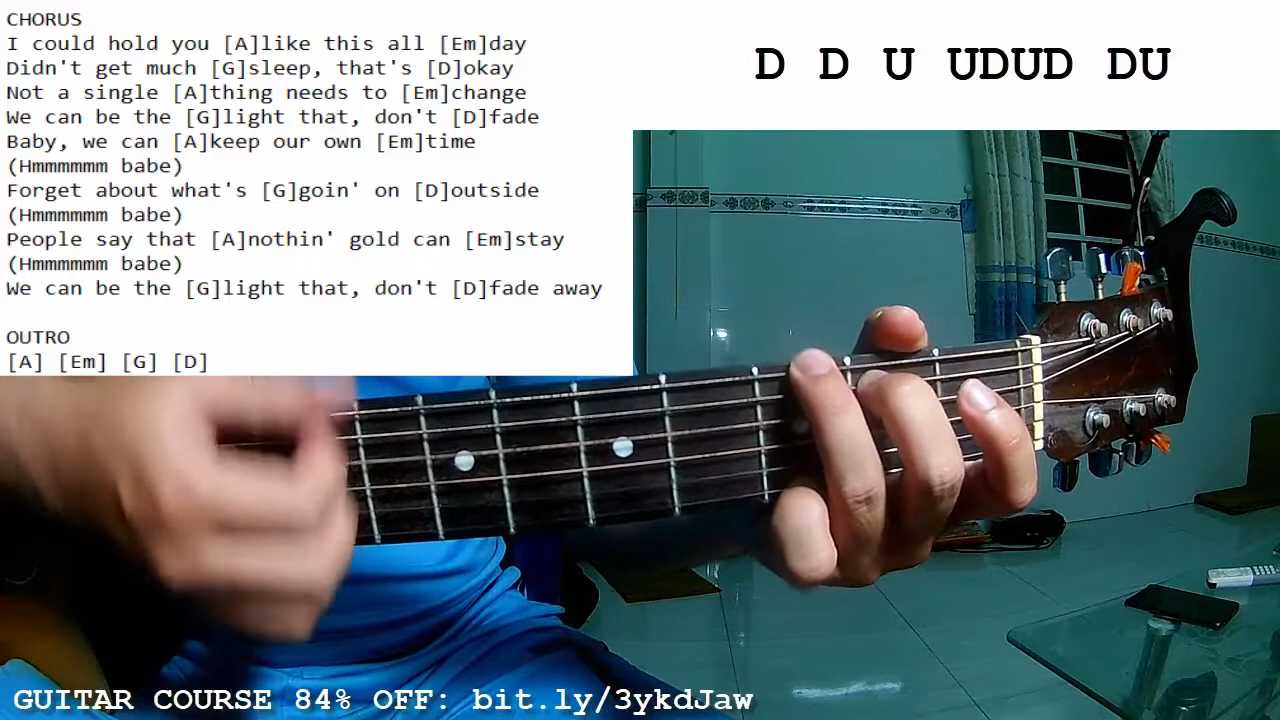 CHORUS
I could hold you [A]like this all [Em]day
Didn't get much [G]sleep, that's [D]okay
Not a single [A]thing needs to [Em]change
We can be the [G]light that, don't [D]fade
Baby, we can [A]keep our own [Em]time
(Hmmmmmm babe)
Forget about what's [G]goin' on [D]outside
(Hmmmmmm babe)
People say that [A]nothin' gold can [Em]stay
(Hmmmmmm babe)
We can be the [G]light that, don't [D]fade away
OUTRO
[A] [Em] [G] [D]
D D U UDUD DU
GUITAR COURSE 84% OFF: bit.ly/3ykdJaw